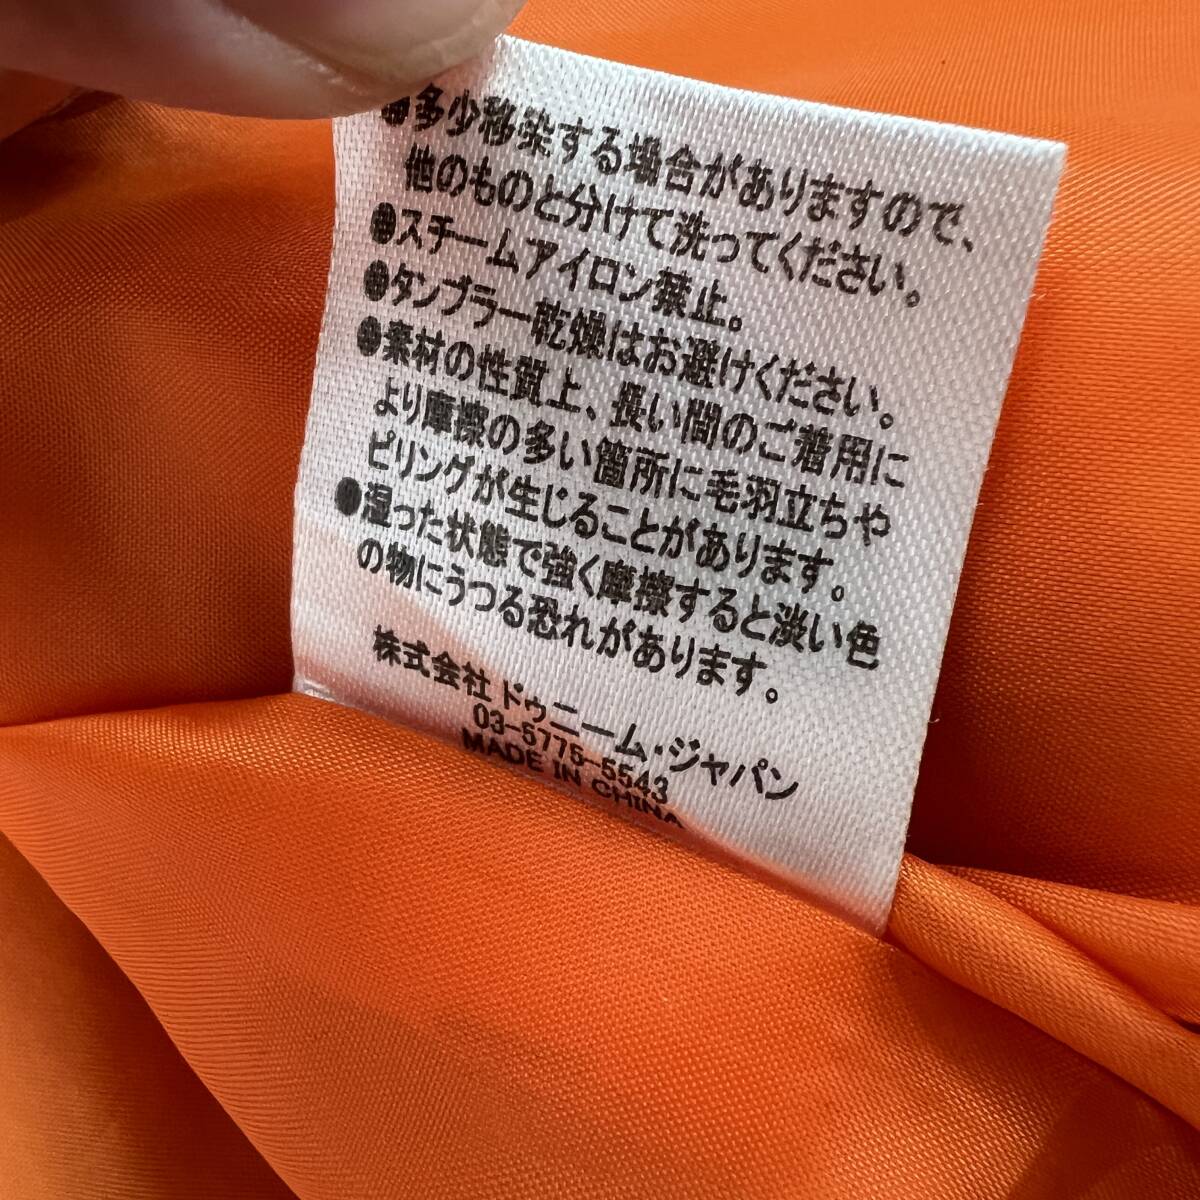 ●多少移染する場合がありますので、
他のものと分けて洗ってください。
●スチームアイロン禁止。
●タンブラー乾燥はお避けください。
●素材の性質上、長い間のご着用に
より摩擦の多い箇所に毛羽立ちや
ピリングが生じることがあります。
●湿った状態で強く摩擦すると淡い色
の物にうつる恐れがあります。
株式会社 ドゥニーム・ジャパン
03-5775-5543
MADE IN CHINA